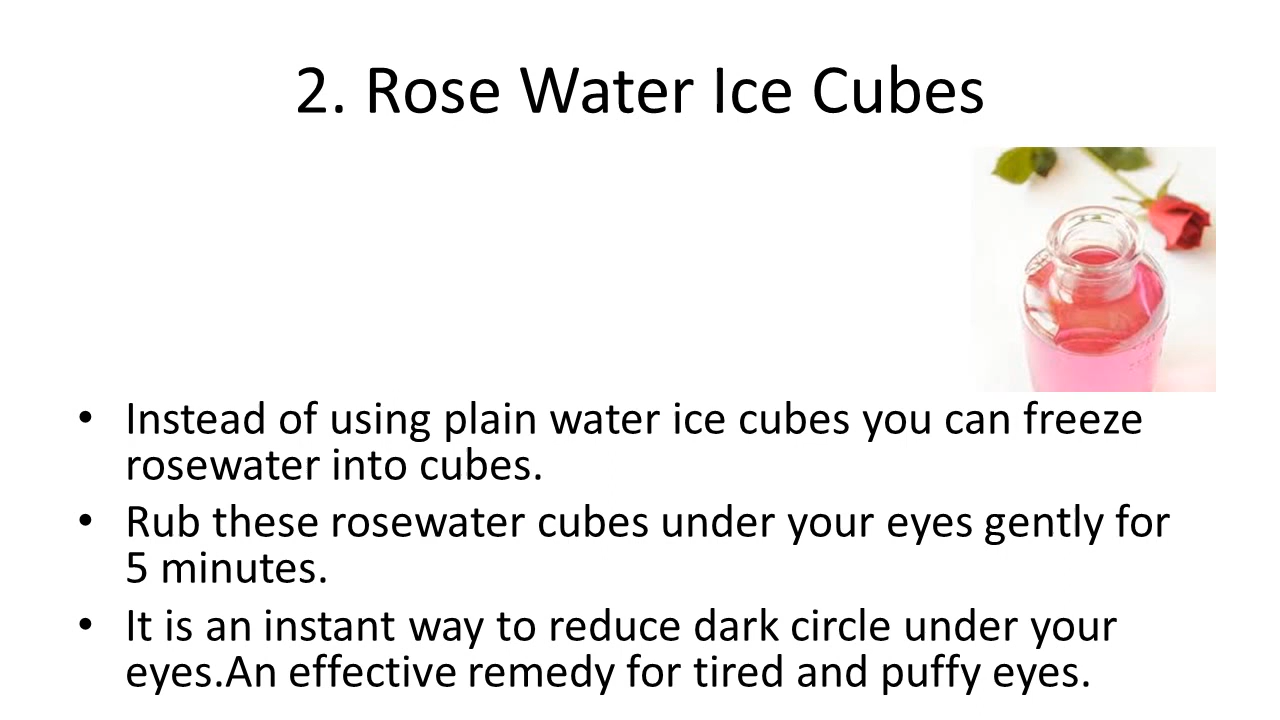 2. Rose Water Ice Cubes
• Instead of using plain water ice cubes you can freeze
rosewater into cubes.
• Rub these rosewater cubes under your eyes gently for
5 minutes.
• It is an instant way to reduce dark circle under your
eyes.An effective remedy for tired and puffy eyes.